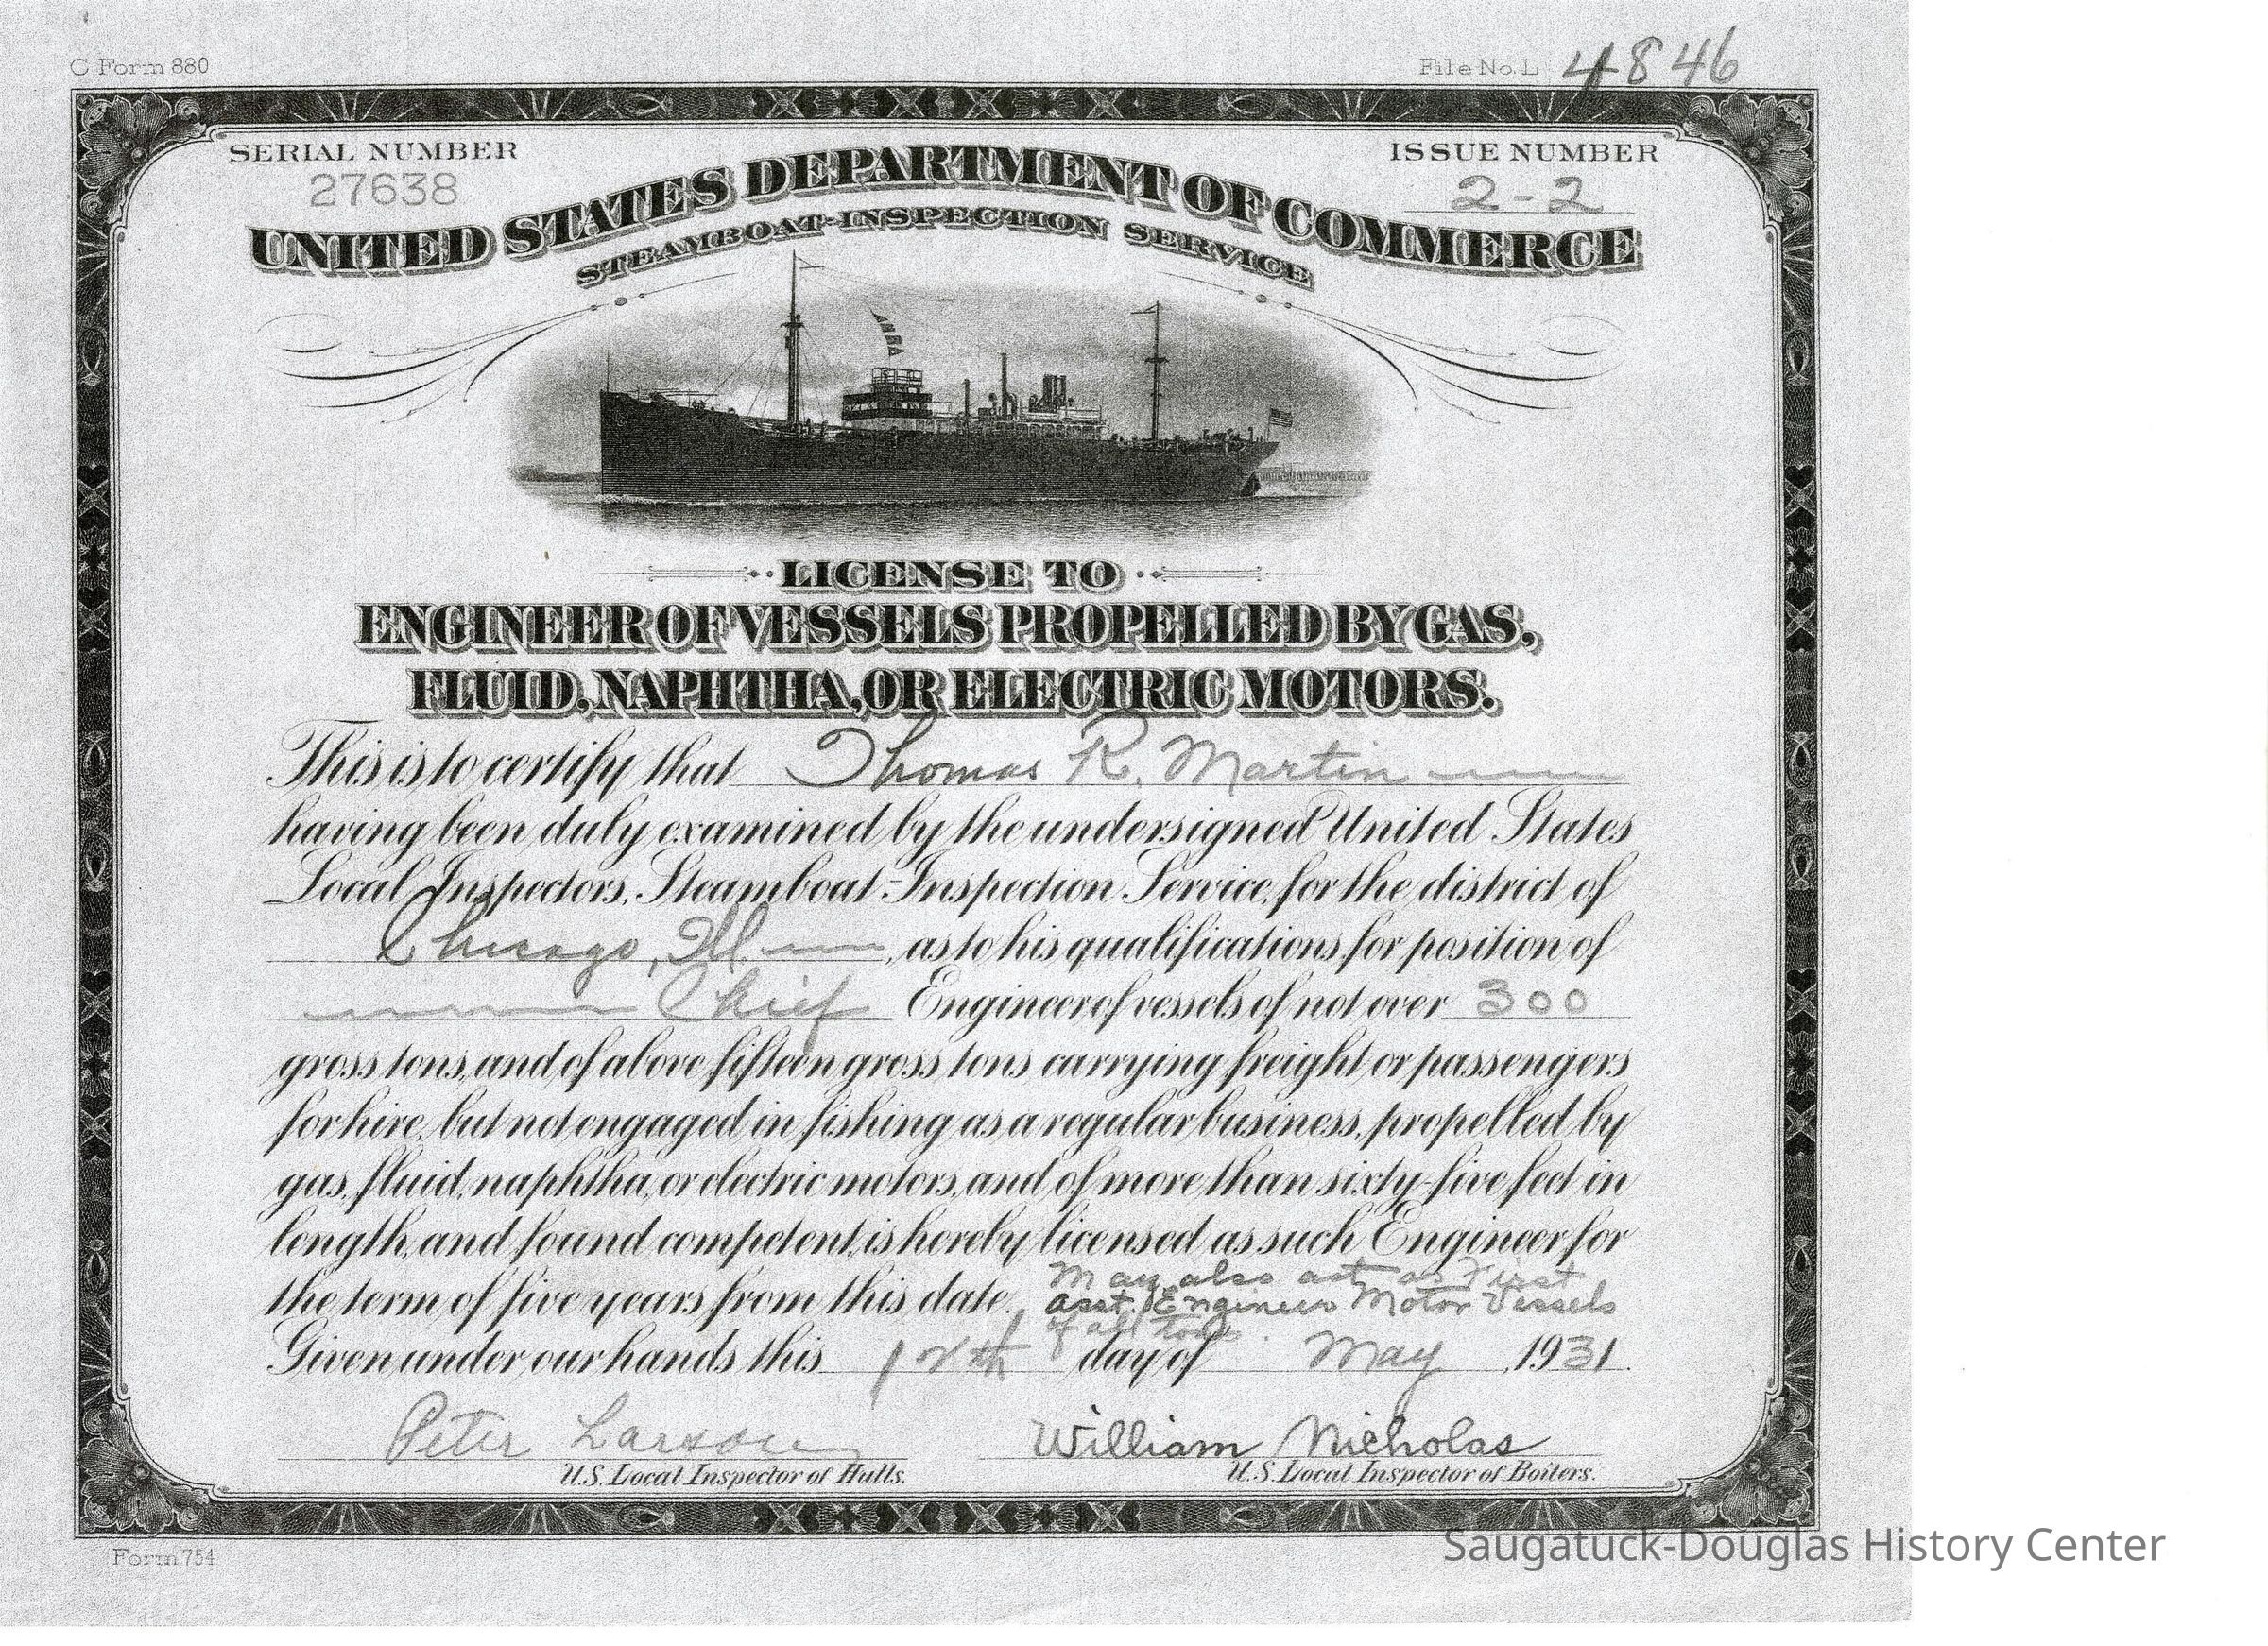 C Form 880
File No. L 4846
SERIAL NUMBER
27638
ISSUE NUMBER
2-2
UNITED STATES DEPARTMENT OF COMMERCE
STEAMBOAT-INSPECTION SERVICE
LICENSE TO
ENGINEER OF VESSELS PROPELLED BY GAS,
FLUID, NAPHTHA, OR ELECTRIC MOTORS.
This is to certify that Thomas R. Martin
having been duly examined by the undersigned United States
Local Inspectors, Steamboat-Inspection Service, for the district of
Chicago, Ill. , as to his qualifications for position of
Chief Engineer of vessels of not over 300
gross tons, and of above fifteen gross tons carrying freight or passengers
for hire, but not engaged in fishing as a regular business, propelled by
gas, fluid, naphtha, or electric motors, and of more than sixty-five feet in
length, and found competent, is hereby licensed as such Engineer for
the term of five years from this date. May also act as First
asst. Engineer Motor Vessels
of all tons.
Given under our hands this 12th day of May , 1931.
Peter Larson
William Nicholas
U.S. Local Inspector of Hulls.
U.S. Local Inspector of Boilers.
Form 754
Saugatuck-Douglas History Center